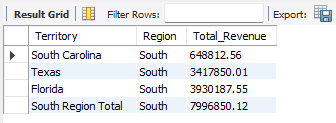 Result Grid Filter Rows: Export:
Territory Region Total_Revenue
South Carolina South 648812.56
Texas South 3417850.01
Florida South 3930187.55
South Region Total South 7996850.12